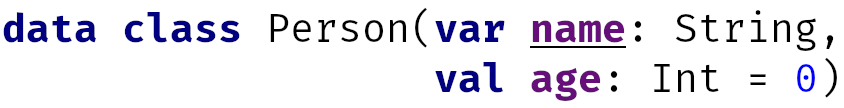 data class Person(var name: String,
val age: Int = 0)